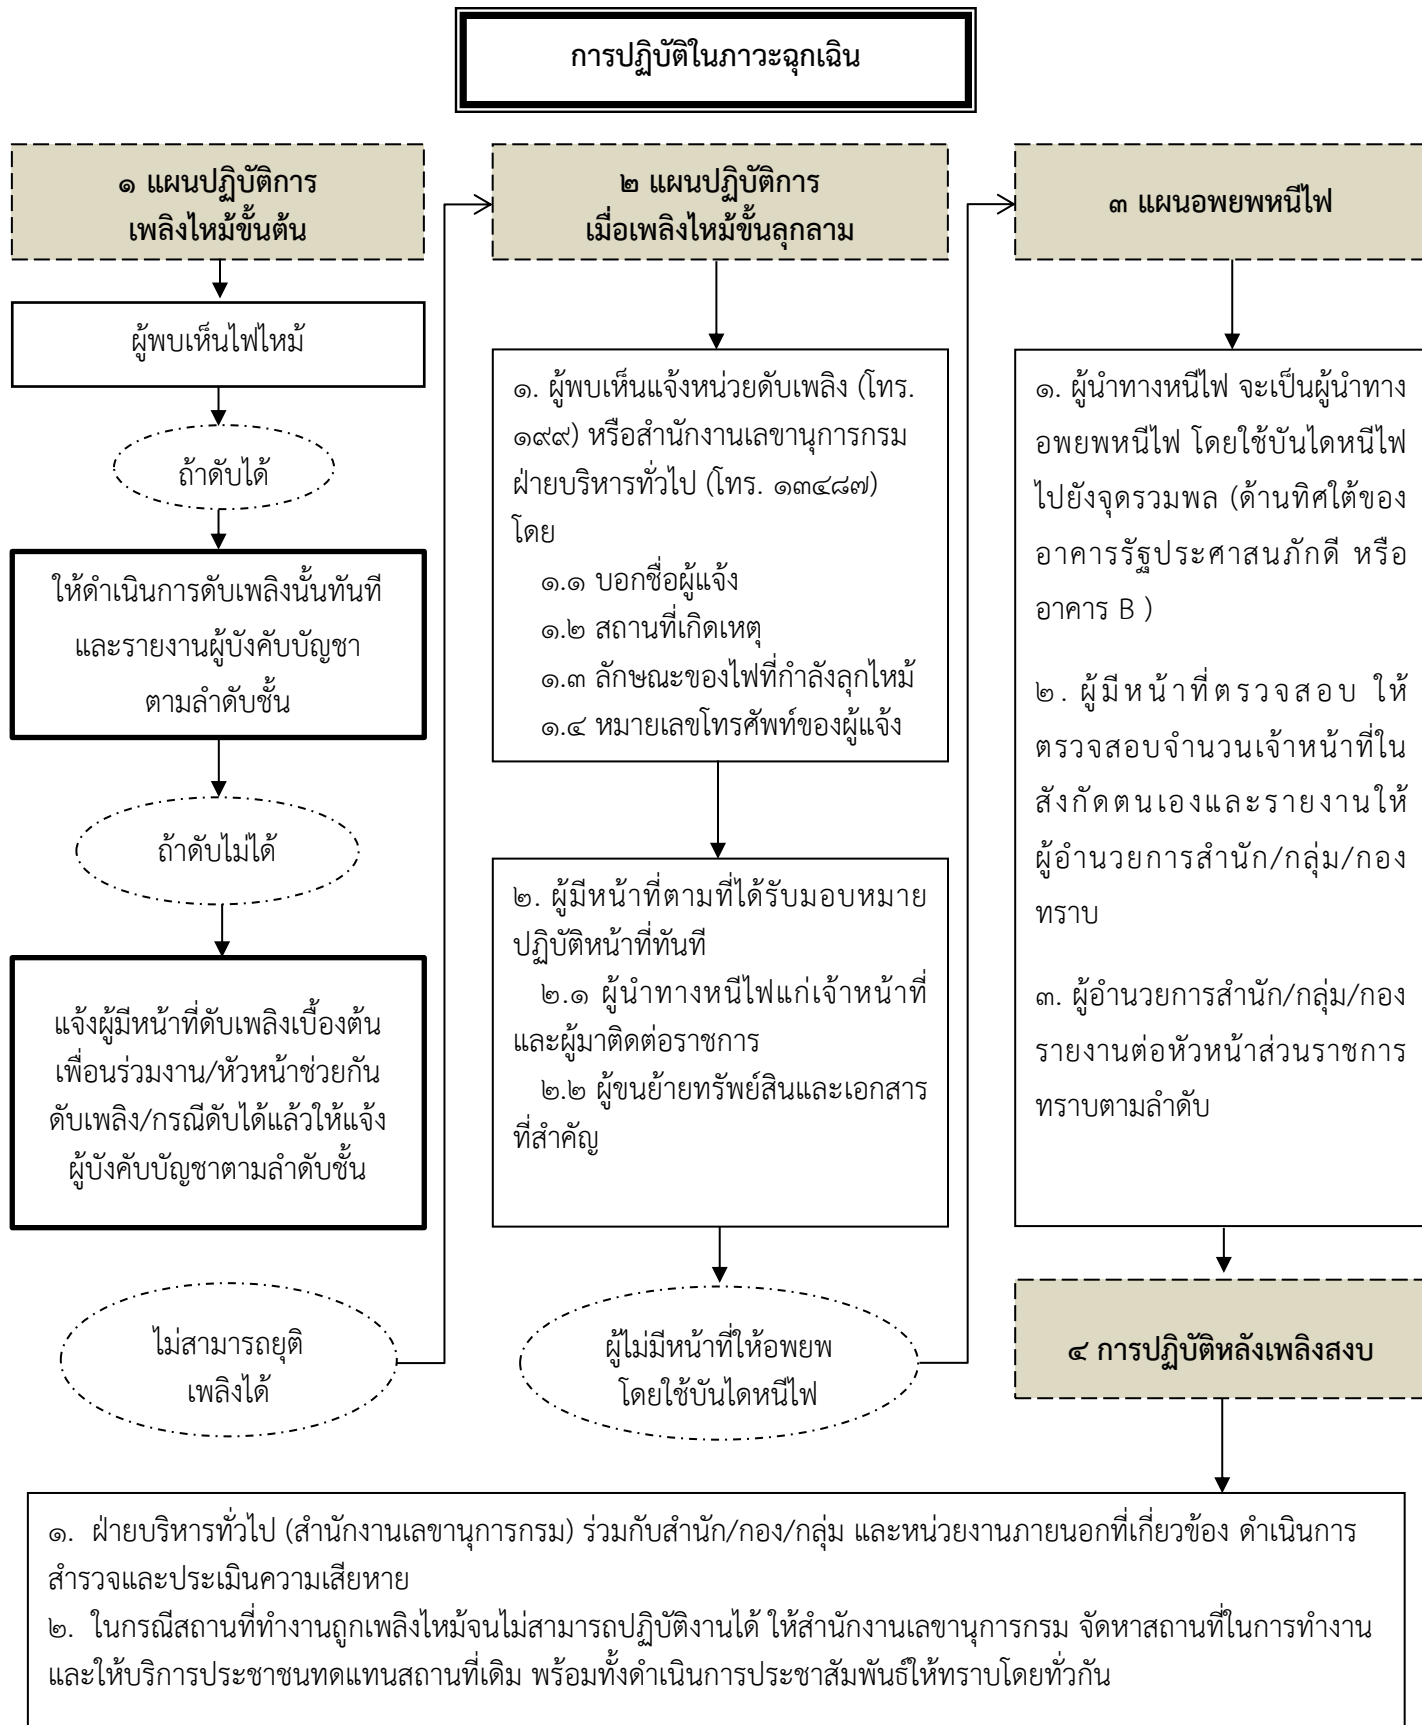 การปฏิบัติในภาวะฉุกเฉิน
๑ แผนปฏิบัติการ
เพลิงไหม้ขั้นต้น
ผู้พบเห็นไฟไหม้
ถ้าดับได้
ให้ดำเนินการดับเพลิงนั้นทันที
และรายงานผู้บังคับบัญชา
ตามลำดับชั้น
ถ้าดับไม่ได้
แจ้งผู้มีหน้าที่ดับเพลิงเบื้องต้น
เพื่อนร่วมงาน/หัวหน้าช่วยกัน
ดับเพลิง/กรณีดับได้แล้วให้แจ้ง
ผู้บังคับบัญชาตามลำดับชั้น
ไม่สามารถยุติ
เพลิงได้
๒ แผนปฏิบัติการ
เมื่อเพลิงไหม้ขั้นลุกลาม
๑. ผู้พบเห็นแจ้งหน่วยดับเพลิง (โทร.
๑๙๙) หรือสำนักงานเลขานุการกรม
ฝ่ายบริหารทั่วไป (โทร. ๑๓๔๘๗)
โดย
๑.๑ บอกชื่อผู้แจ้ง
๑.๒ สถานที่เกิดเหตุ
๑.๓ ลักษณะของไฟที่กำลังลุกไหม้
๑.๔ หมายเลขโทรศัพท์ของผู้แจ้ง
๒. ผู้มีหน้าที่ตามที่ได้รับมอบหมาย
ปฏิบัติหน้าที่ทันที
๒.๑ ผู้นำทางหนีไฟแก่เจ้าหน้าที่
และผู้มาติดต่อราชการ
๒.๒ ผู้ขนย้ายทรัพย์สินและเอกสาร
ที่สำคัญ
ผู้ไม่มีหน้าที่ให้อพยพ
โดยใช้บันไดหนีไฟ
๓ แผนอพยพหนีไฟ
๑. ผู้นำทางหนีไฟ จะเป็นผู้นำทาง
อพยพหนีไฟ โดยใช้บันไดหนีไฟ
ไปยังจุดรวมพล (ด้านทิศใต้ของ
อาคารรัฐประศาสนภักดี หรือ
อาคาร B )
๒. ผู้มีหน้าที่ตรวจสอบ ให้
ตรวจสอบจำนวนเจ้าหน้าที่ใน
สังกัดตนเองและรายงานให้
ผู้อำนวยการสำนัก/กลุ่ม/กอง
ทราบ
๓. ผู้อำนวยการสำนัก/กลุ่ม/กอง
รายงานต่อหัวหน้าส่วนราชการ
ทราบตามลำดับ
๔ การปฏิบัติหลังเพลิงสงบ
๑. ฝ่ายบริหารทั่วไป (สำนักงานเลขานุการกรม) ร่วมกับสำนัก/กอง/กลุ่ม และหน่วยงานภายนอกที่เกี่ยวข้อง ดำเนินการ
สำรวจและประเมินความเสียหาย
๒. ในกรณีสถานที่ทำงานถูกเพลิงไหม้จนไม่สามารถปฏิบัติงานได้ ให้สำนักงานเลขานุการกรม จัดหาสถานที่ในการทำงาน
และให้บริการประชาชนทดแทนสถานที่เดิม พร้อมทั้งดำเนินการประชาสัมพันธ์ให้ทราบโดยทั่วกัน